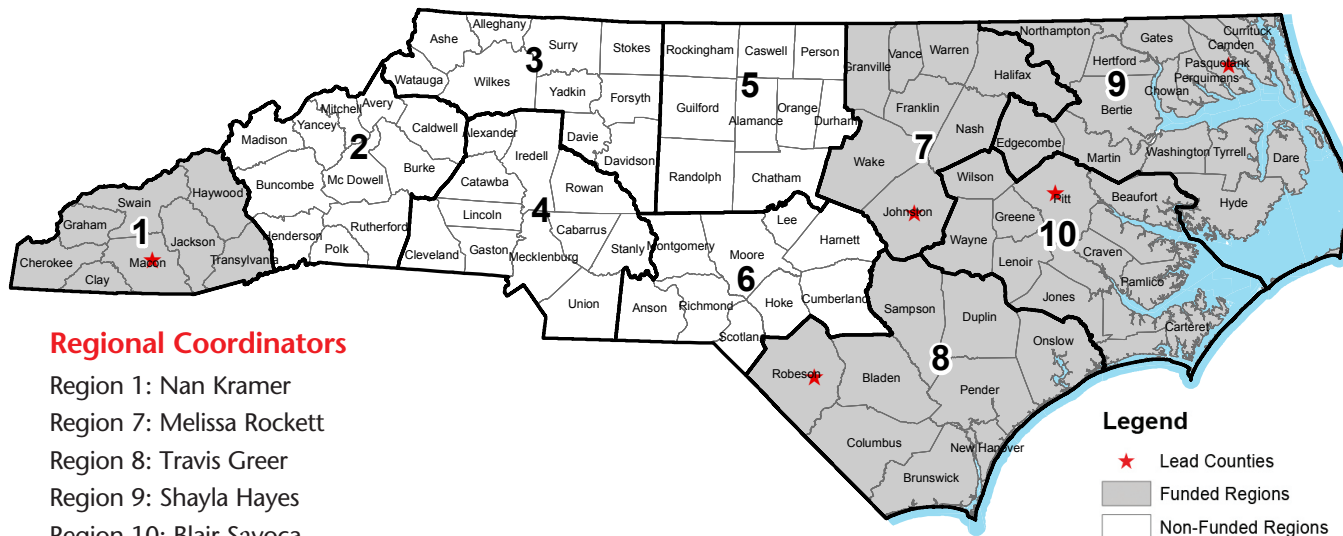 Alleghany
Ashe
Surry
Stokes
Rockingham
Caswell
Person
Watauga
Wilkes
Yadkin
Forsyth
3
Guilford
Alamance
Orange
Durham
5
Davie
Davidson
Randolph
Chatham
Granville
Vance
Warren
Halifax
Franklin
Nash
Wake
Johnston
7
Northampton
Gates
Currituck
Camden
Pasquotank
Perquimans
Chowan
Hertford
Bertie
9
Edgecombe
Martin
Washington
Tyrrell
Dare
Hyde
Mitchell
Avery
Yancey
Madison
Caldwell
2
Mc Dowell
Burke
Buncombe
Henderson
Polk
Rutherford
Alexander
Iredell
Catawba
Rowan
Lincoln
4
Cabarrus
Cleveland
Gaston
Mecklenburg
Stanly
Union
Swain
Haywood
Graham
1
Jackson
Cherokee
Macon
Transylvania
Clay
Lee
Harnett
Montgomery
Moore
6
Anson
Richmond
Hoke
Cumberland
Scotland
Wilson
Pitt
Beaufort
Greene
10
Wayne
Lenoir
Craven
Pamlico
Jones
Carteret
Sampson
Duplin
Onslow
8
Robeson
Bladen
Pender
Columbus
New Hanover
Brunswick
Regional Coordinators
Region 1: Nan Kramer
Region 7: Melissa Rockett
Region 8: Travis Greer
Region 9: Shayla Hayes
Region 10: Blair Savoca
Legend
Lead Counties
Funded Regions
Non-Funded Regions